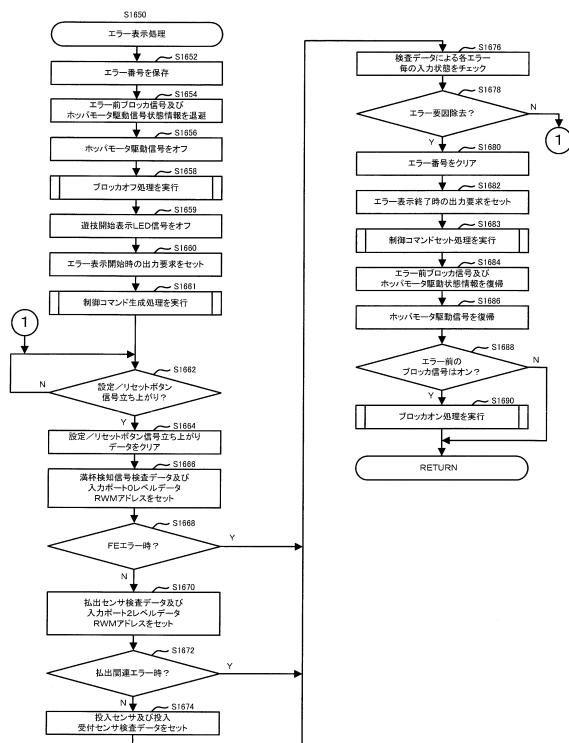 S1650
エラー表示処理
S1652
エラー番号を保存
S1654
エラー前ブロッカ信号及び
ホッパモータ駆動信号状態情報を退避
S1656
ホッパモータ駆動信号をオフ
S1658
ブロッカオフ処理を実行
S1659
遊技開始表示LED信号をオフ
S1660
エラー表示開始時の出力要求をセット
S1661
制御コマンド生成処理を実行
1
S1662
設定／リセットボタン
信号立ち上がり？
N
Y
S1664
設定／リセットボタン信号立ち上がり
データをクリア
S1666
満杯検知信号検査データ及び
入力ポート0レベルデータ
RWMアドレスをセット
S1668
FEエラー時？
Y
N
S1670
払出センサ検査データ及び
入力ポート2レベルデータ
RWMアドレスをセット
S1672
払出関連エラー時？
Y
N
S1674
投入センサ及び投入
受付センサ検査データをセット
S1676
検査データによる各エラー
毎の入力状態をチェック
S1678
エラー要因除去？
N
1
Y
S1680
エラー番号をクリア
S1682
エラー表示終了時の出力要求をセット
S1683
制御コマンドセット処理を実行
S1684
エラー前ブロッカ信号及び
ホッパモータ駆動状態情報を復帰
S1686
ホッパモータ駆動信号を復帰
S1688
エラー前の
ブロッカ信号はオン？
N
Y
S1690
ブロッカオン処理を実行
RETURN